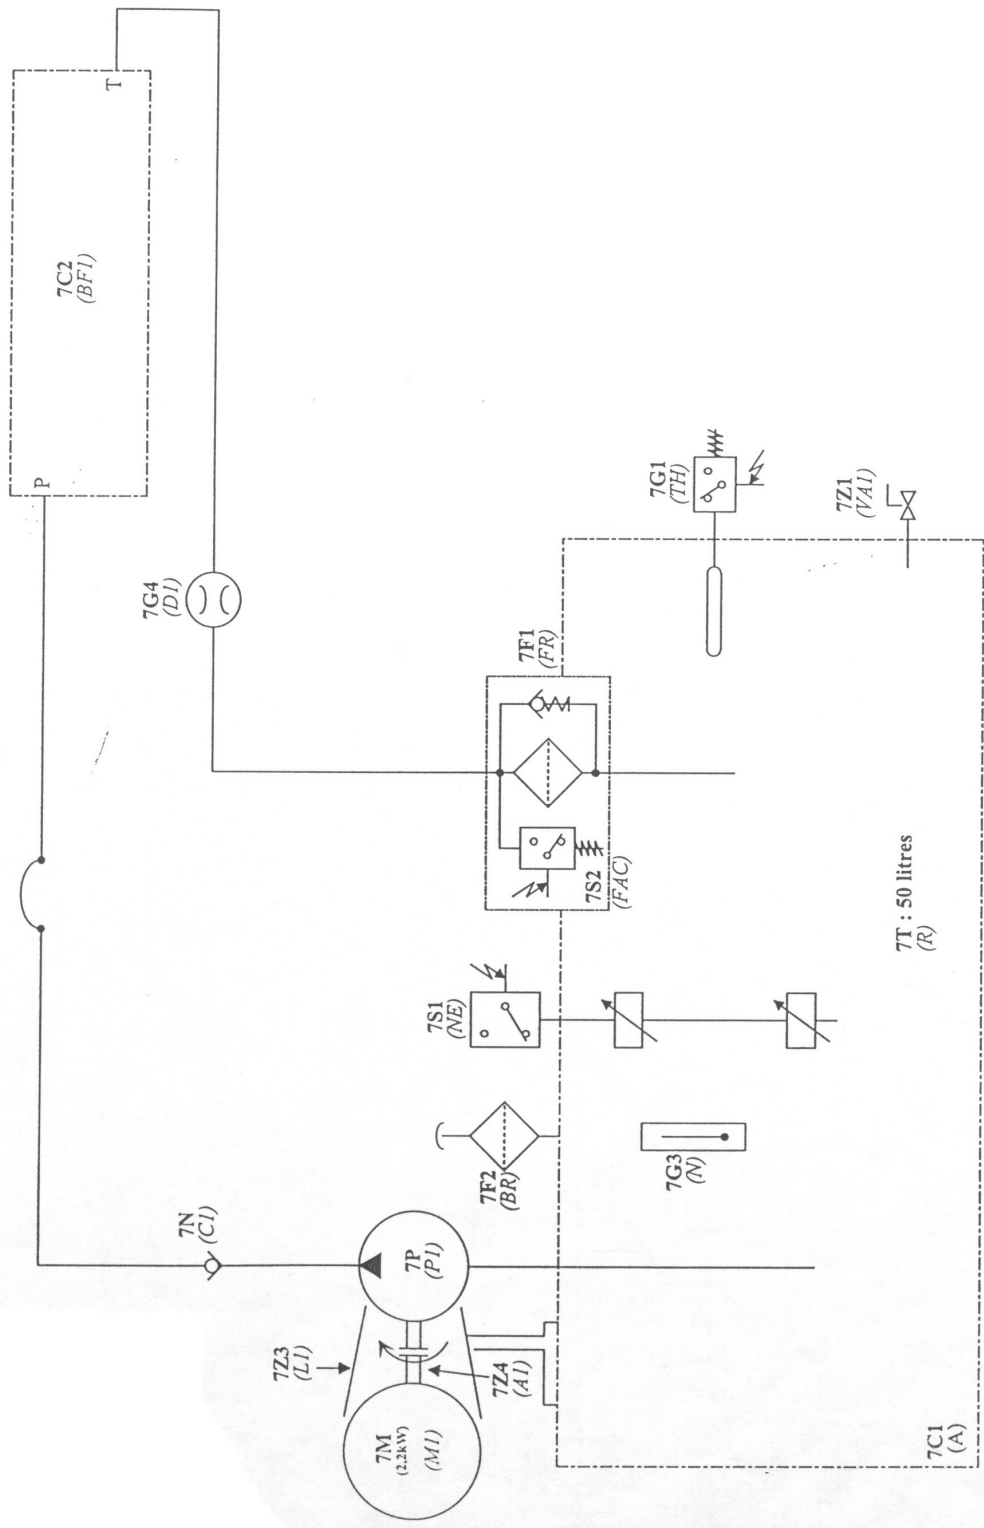 7C2
(BF1)
P
T
7G4
(D1)
7N
(C1)
7Z3
(L1)
7M
(2,2kW)
(M1)
7Z4
(A1)
7P
(P1)
7F2
(BR)
7G3
(N)
7S1
(NE)
7S2
(FAC)
7F1
(FR)
7G1
(TH)
7Z1
(VA1)
7T : 50 litres
(R)
7C1
(A)